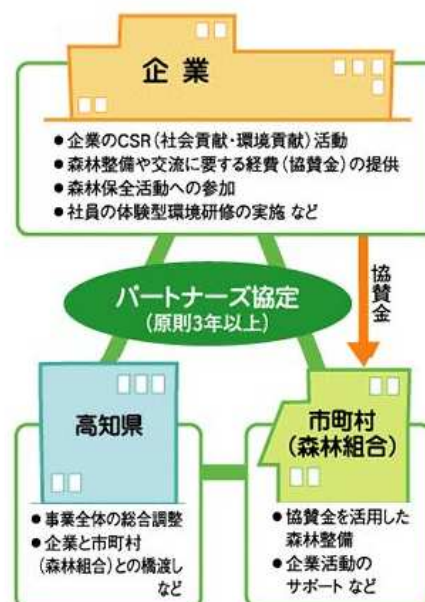 企業
●企業のCSR(社会貢献・環境貢献)活動
●森林整備や交流に要する経費(協賛金)の提供
●森林保全活動への参加
●社員の体験型環境研修の実施 など
パートナーズ協定
(原則3年以上)
協賛金
高知県
●事業全体の総合調整
●企業と市町村
(森林組合)との橋渡し
など
市町村
(森林組合)
●協賛金を活用した
森林整備
●企業活動の
サポート など